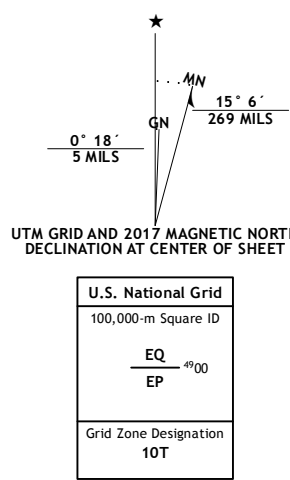 ★
MN
GN
15° 6´
269 MILS
0° 18´
5 MILS
UTM GRID AND 2017 MAGNETIC NORTH
DECLINATION AT CENTER OF SHEET
U.S. National Grid
100,000-m Square ID
EQ
4900
EP
Grid Zone Designation
10T